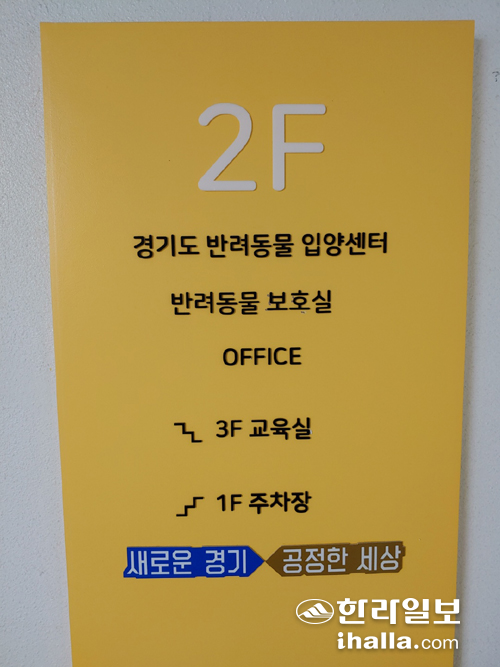 2F
경기도 반려동물 입양센터
반려동물 보호실
OFFICE
3F 교육실
1F 주차장
새로운 경기 공정한 세상
한라일보
ihalla.com